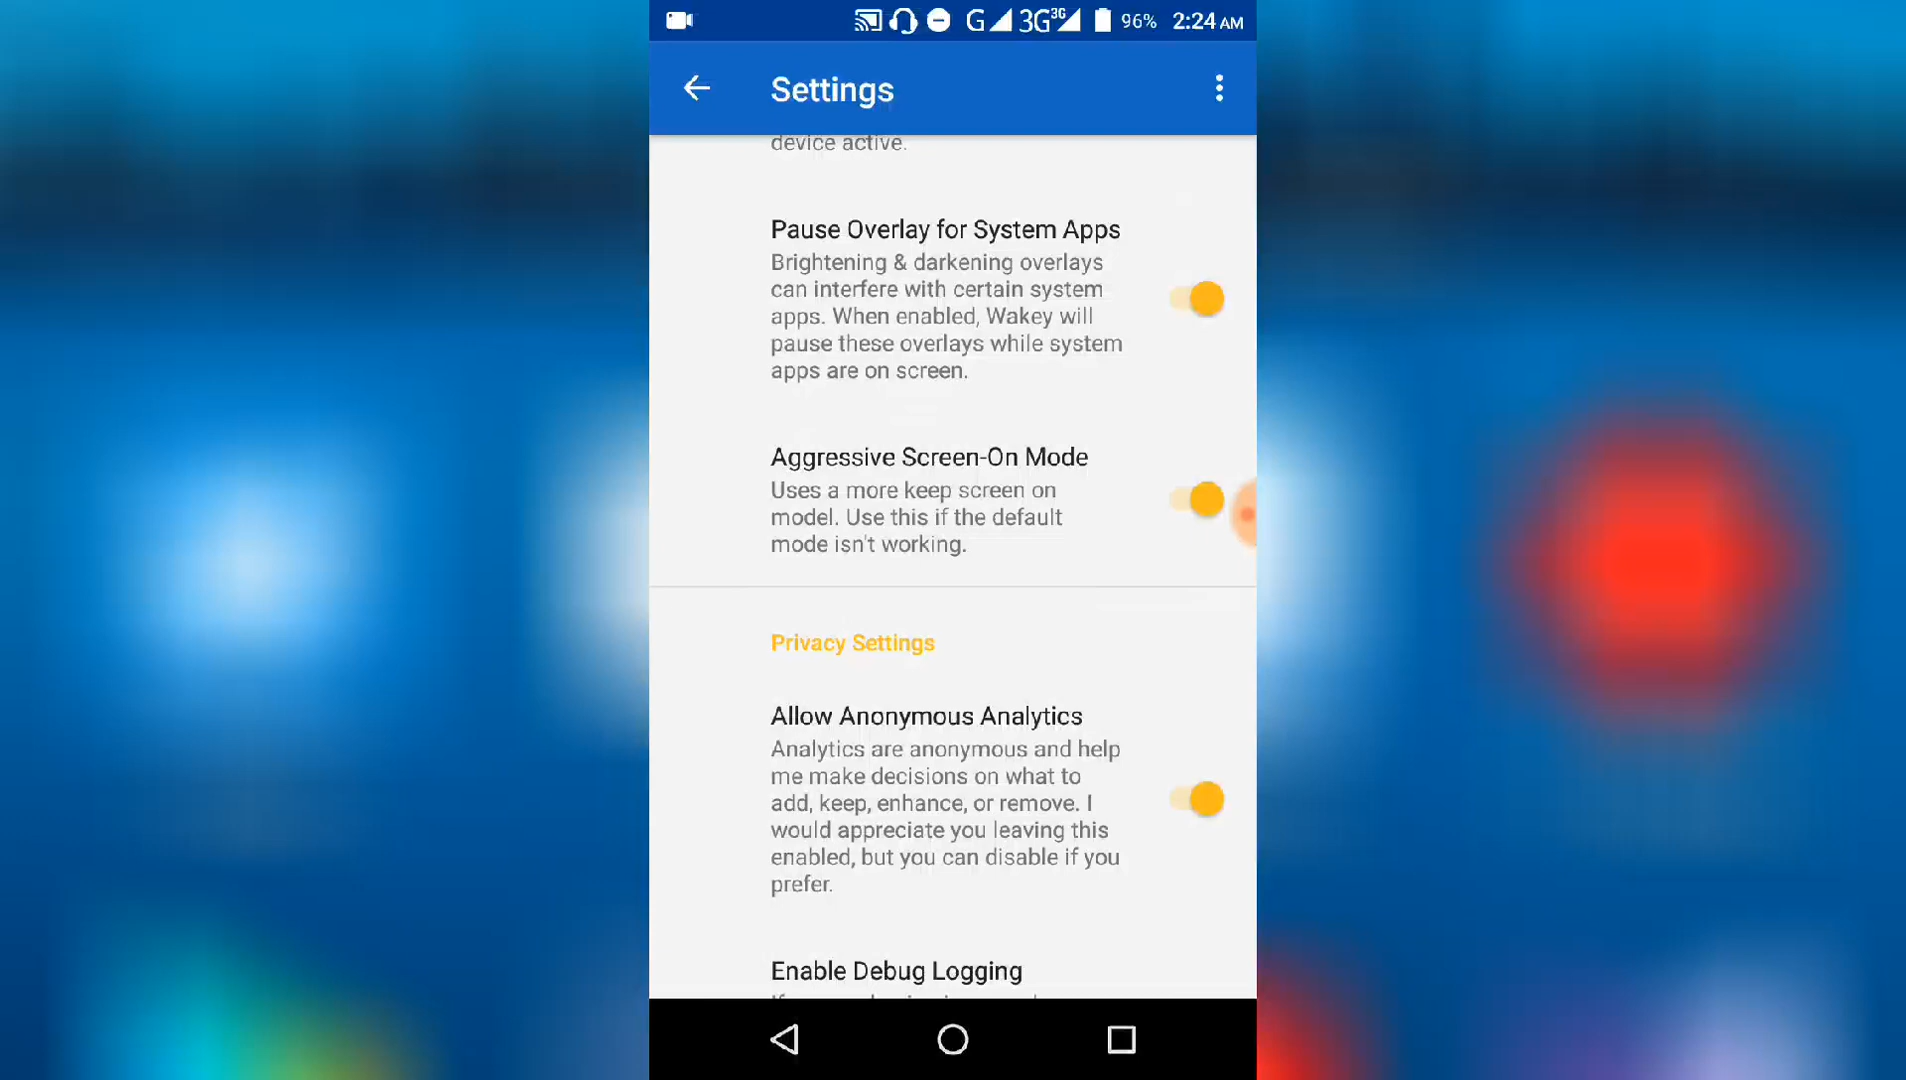 G 3G 3G 96% 2:24 AM
Settings
device active.
Pause Overlay for System Apps
Brightening & darkening overlays
can interfere with certain system
apps. When enabled, Wakey will
pause these overlays while system
apps are on screen.
Aggressive Screen-On Mode
Uses a more keep screen on
model. Use this if the default
mode isn't working.
Privacy Settings
Allow Anonymous Analytics
Analytics are anonymous and help
me make decisions on what to
add, keep, enhance, or remove. I
would appreciate you leaving this
enabled, but you can disable if you
prefer.
Enable Debug Logging